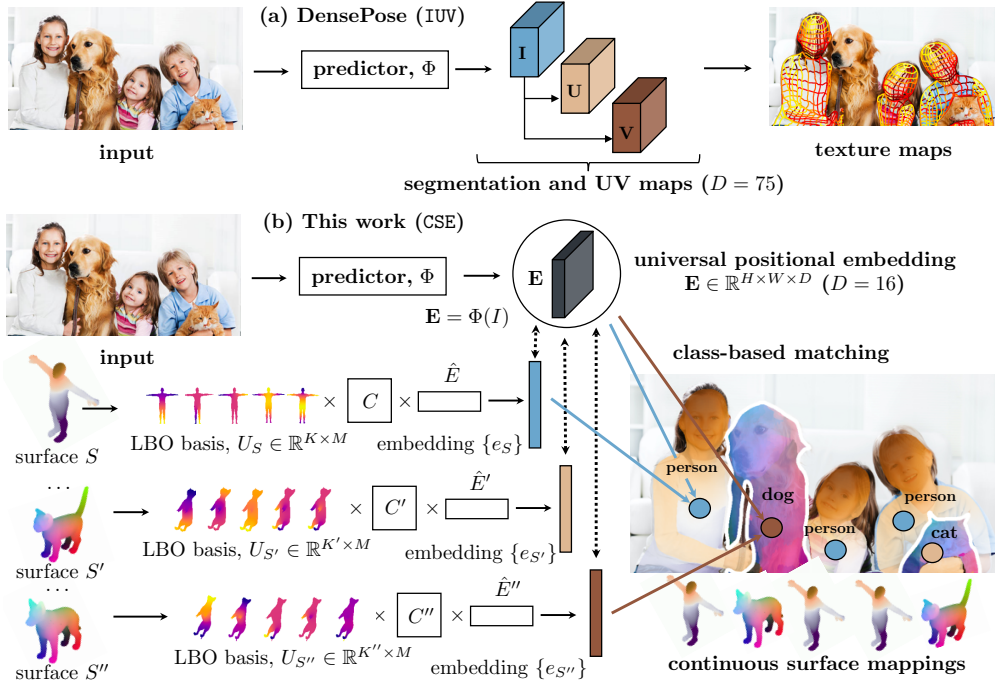 (a) DensePose (IUV)
predictor, Φ
I
U
V
input
texture maps
segmentation and UV maps (D = 75)
(b) This work (CSE)
predictor, Φ
E
universal positional embedding
E ∈ ℝ^{H×W×D} (D = 16)
E = Φ(I)
input
class-based matching
× C × Ê
LBO basis, U_S ∈ ℝ^{K×M}
embedding {e_S}
surface S
person
dog
person
person
cat
...
× C′ × Ê′
LBO basis, U_{S′} ∈ ℝ^{K′×M}
embedding {e_{S′}}
surface S′
...
× C′′ × Ê′′
LBO basis, U_{S′′} ∈ ℝ^{K′′×M}
embedding {e_{S′′}}
surface S′′
continuous surface mappings